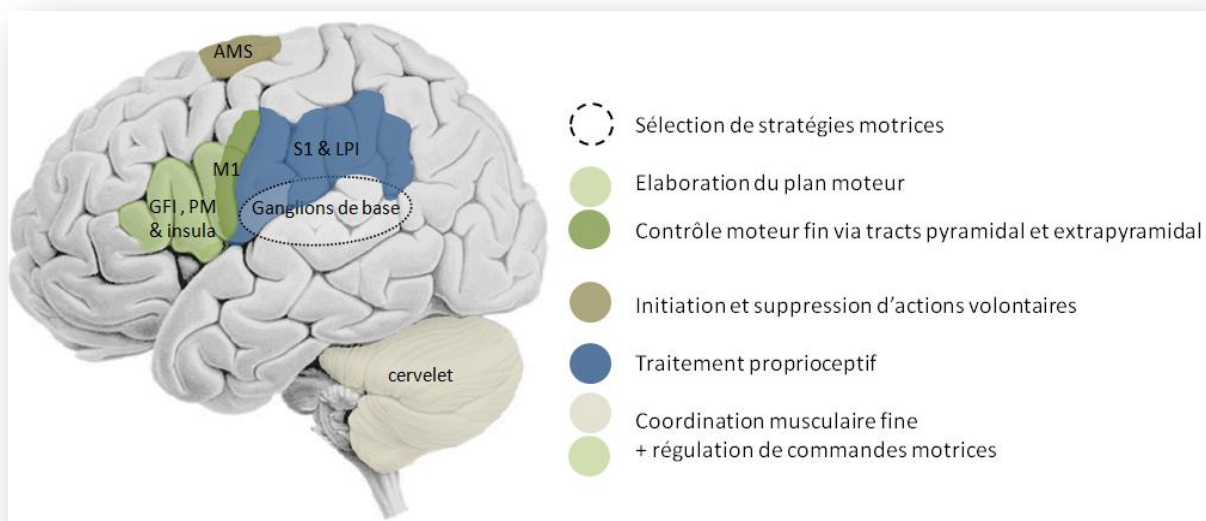 AMS
S1 & LPI
M1
GFI , PM
& insula
Ganglions de base
cervelet
Sélection de stratégies motrices
Elaboration du plan moteur
Contrôle moteur fin via tracts pyramidal et extrapyramidal
Initiation et suppression d’actions volontaires
Traitement proprioceptif
Coordination musculaire fine
+ régulation de commandes motrices